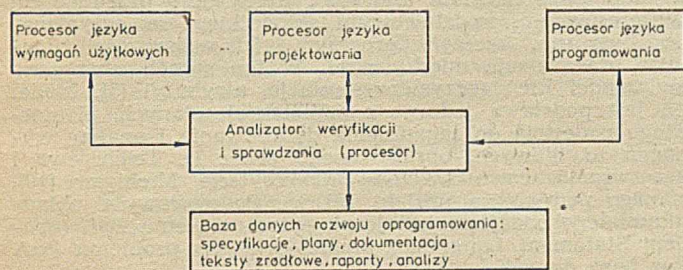 Procesor języka
wymagań użytkowych
Procesor języka
projektowania
Procesor języka
programowania
Analizator weryfikacji
i sprawdzania (procesor)
Baza danych rozwoju oprogramowania:
specyfikacje, plany, dokumentacja,
teksty źrodłowe, raporty, analizy